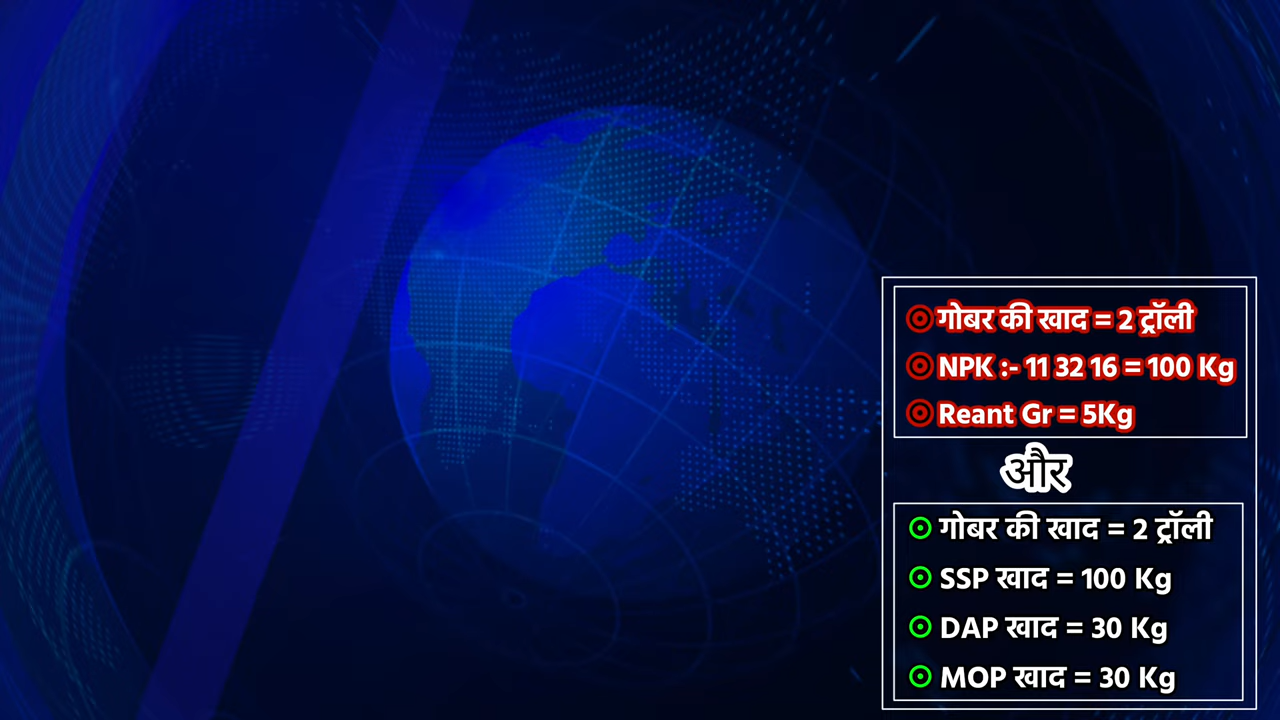 गोबर की खाद = 2 ट्रॉली
NPK :- 11 32 16 = 100 Kg
Reant Gr = 5Kg
और
गोबर की खाद = 2 ट्रॉली
SSP खाद = 100 Kg
DAP खाद = 30 Kg
MOP खाद = 30 Kg